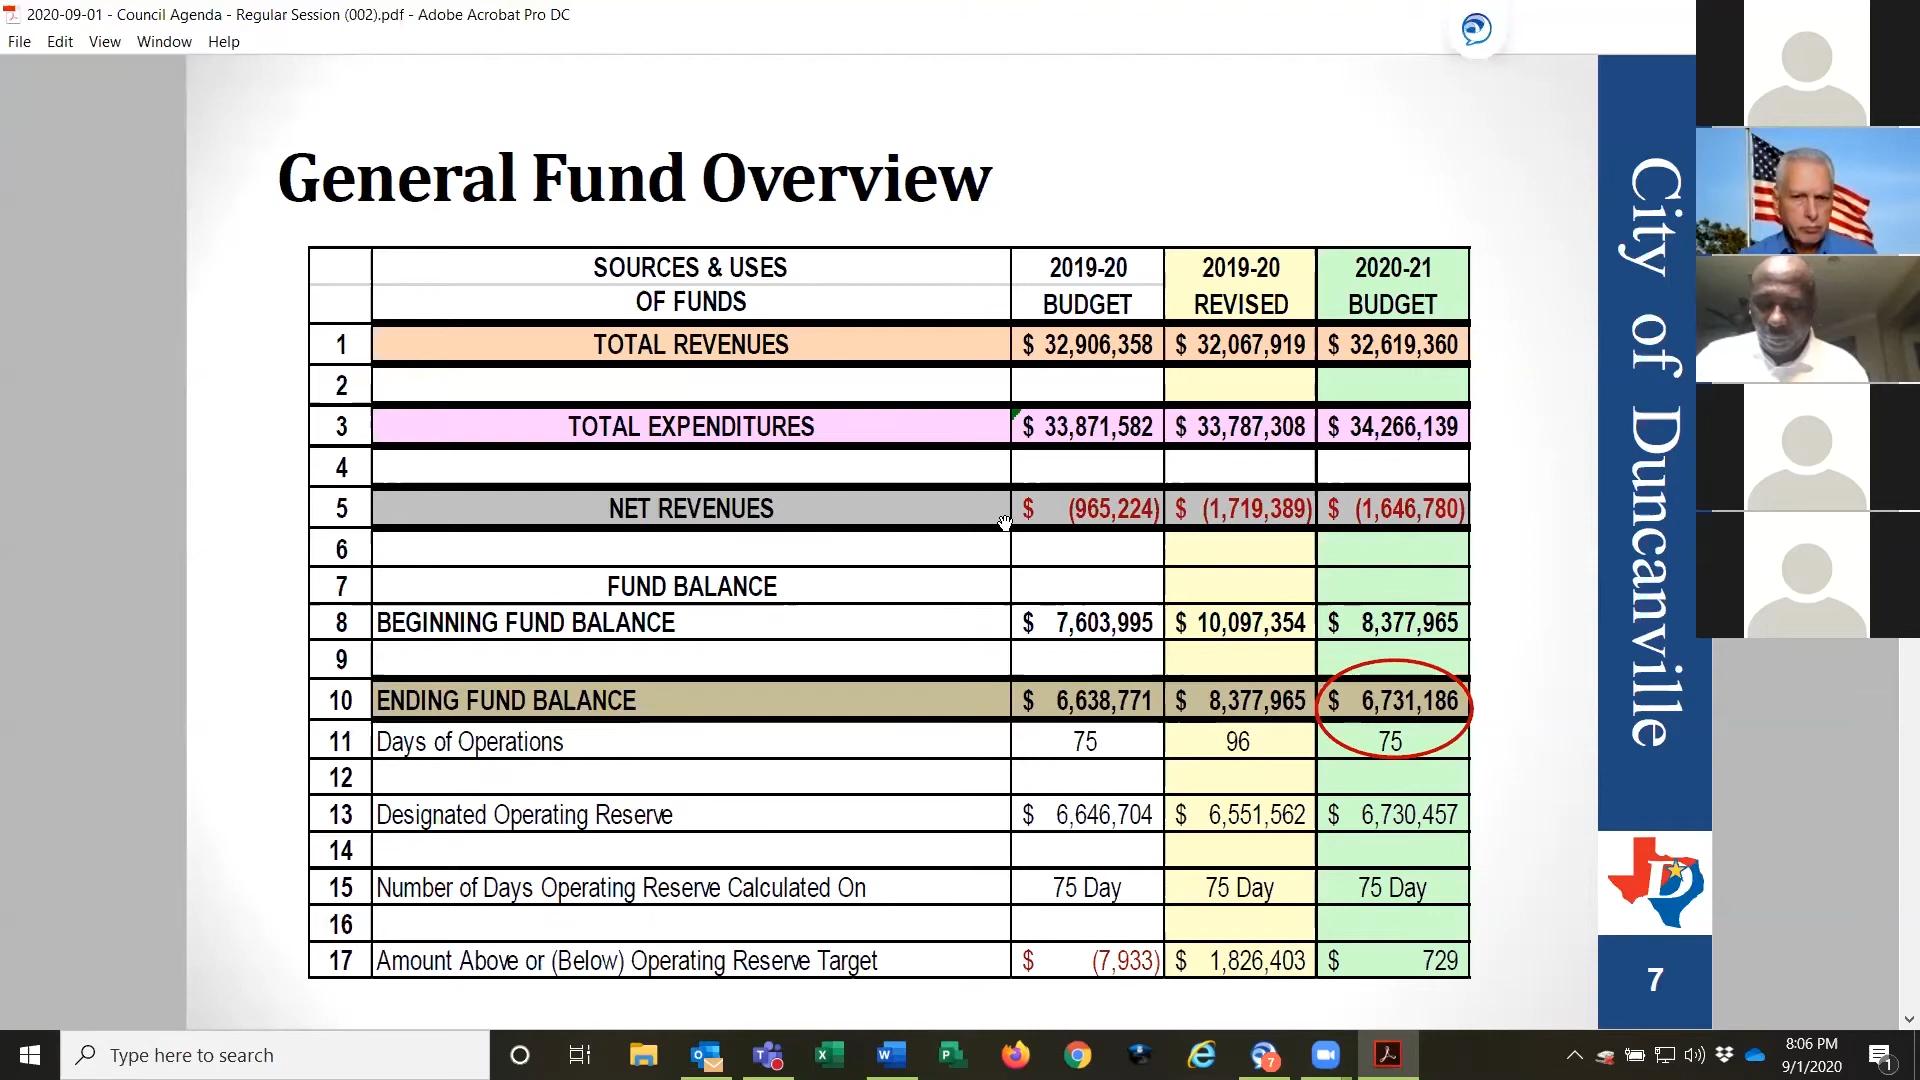 2020-09-01 - Council Agenda - Regular Session (002).pdf - Adobe Acrobat Pro DC
File Edit View Window Help
General Fund Overview
SOURCES & USES OF FUNDS 2019-20 BUDGET 2019-20 REVISED 2020-21 BUDGET
1 TOTAL REVENUES $ 32,906,358 $ 32,067,919 $ 32,619,360
2
3 TOTAL EXPENDITURES $ 33,871,582 $ 33,787,308 $ 34,266,139
4
5 NET REVENUES $ (965,224) $ (1,719,389) $ (1,646,780)
6
7 FUND BALANCE
8 BEGINNING FUND BALANCE $ 7,603,995 $ 10,097,354 $ 8,377,965
9
10 ENDING FUND BALANCE $ 6,638,771 $ 8,377,965 $ 6,731,186
11 Days of Operations 75 96 75
12
13 Designated Operating Reserve $ 6,646,704 $ 6,551,562 $ 6,730,457
14
15 Number of Days Operating Reserve Calculated On 75 Day 75 Day 75 Day
16
17 Amount Above or (Below) Operating Reserve Target $ (7,933) $ 1,826,403 $ 729
City of Duncanville
D
7
Type here to search
7
8:06 PM
9/1/2020
1